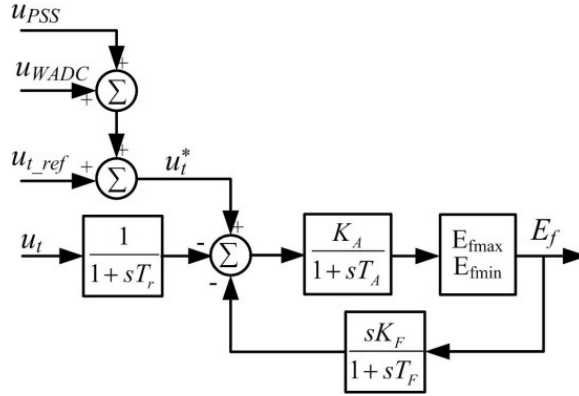 u_PSS
+
u_WADC
+
Σ
+
u_t_ref
+
Σ
u_t^*
+
u_t
1
1 + sT_r
-
Σ
-
K_A
1 + sT_A
E_fmax
E_fmin
E_f
sK_F
1 + sT_F